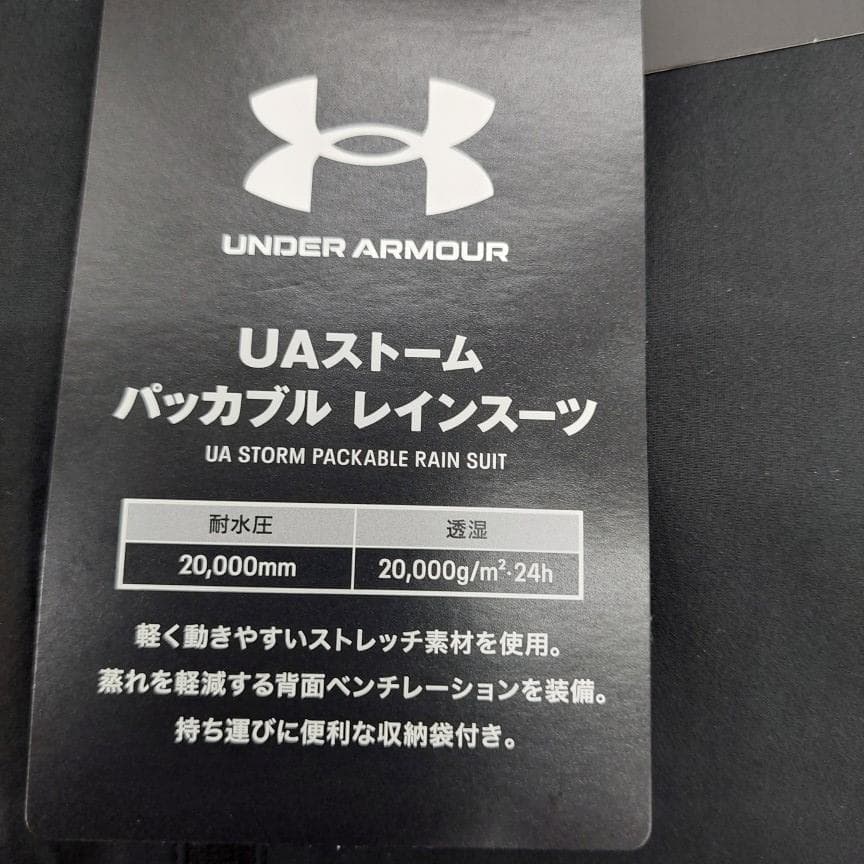 UNDER ARMOUR
UAストーム
パッカブル レインスーツ
UA STORM PACKABLE RAIN SUIT
耐水圧 透湿
20,000mm 20,000g/m²·24h
軽く動きやすいストレッチ素材を使用。
蒸れを軽減する背面ベンチレーションを装備。
持ち運びに便利な収納袋付き。